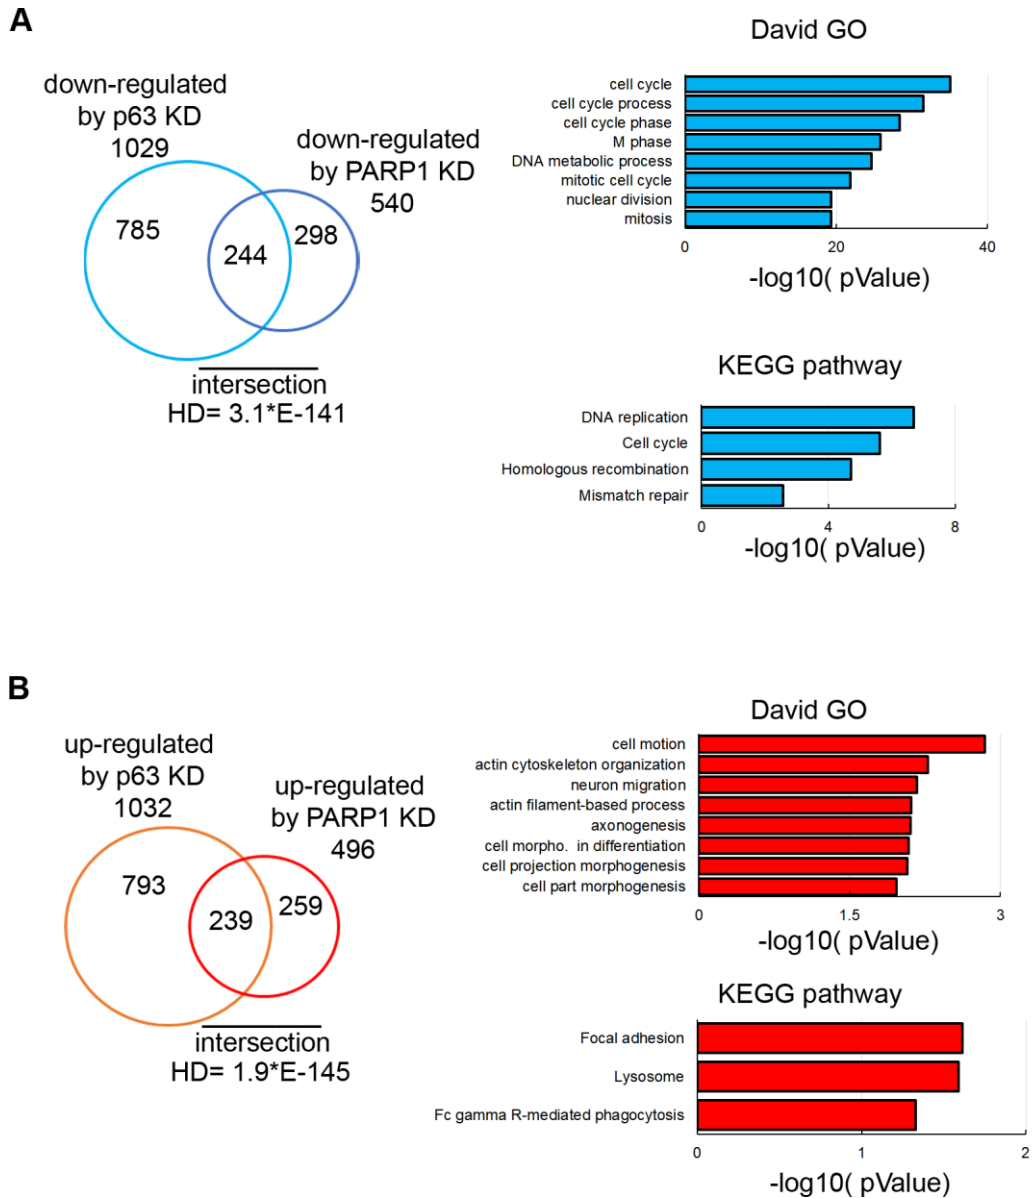 A
down-regulated
by p63 KD
1029
down-regulated
by PARP1 KD
540
785
244
298
intersection
HD= 3.1*E-141
David GO
cell cycle
cell cycle process
cell cycle phase
M phase
DNA metabolic process
mitotic cell cycle
nuclear division
mitosis
0 20 40
-log10( pValue)
KEGG pathway
DNA replication
Cell cycle
Homologous recombination
Mismatch repair
0 4 8
-log10( pValue)
B
up-regulated
by p63 KD
1032
up-regulated
by PARP1 KD
496
793
239
259
intersection
HD= 1.9*E-145
David GO
cell motion
actin cytoskeleton organization
neuron migration
actin filament-based process
axonogenesis
cell morpho. in differentiation
cell projection morphogenesis
cell part morphogenesis
0 1.5 3
-log10( pValue)
KEGG pathway
Focal adhesion
Lysosome
Fc gamma R-mediated phagocytosis
0 1 2
-log10( pValue)